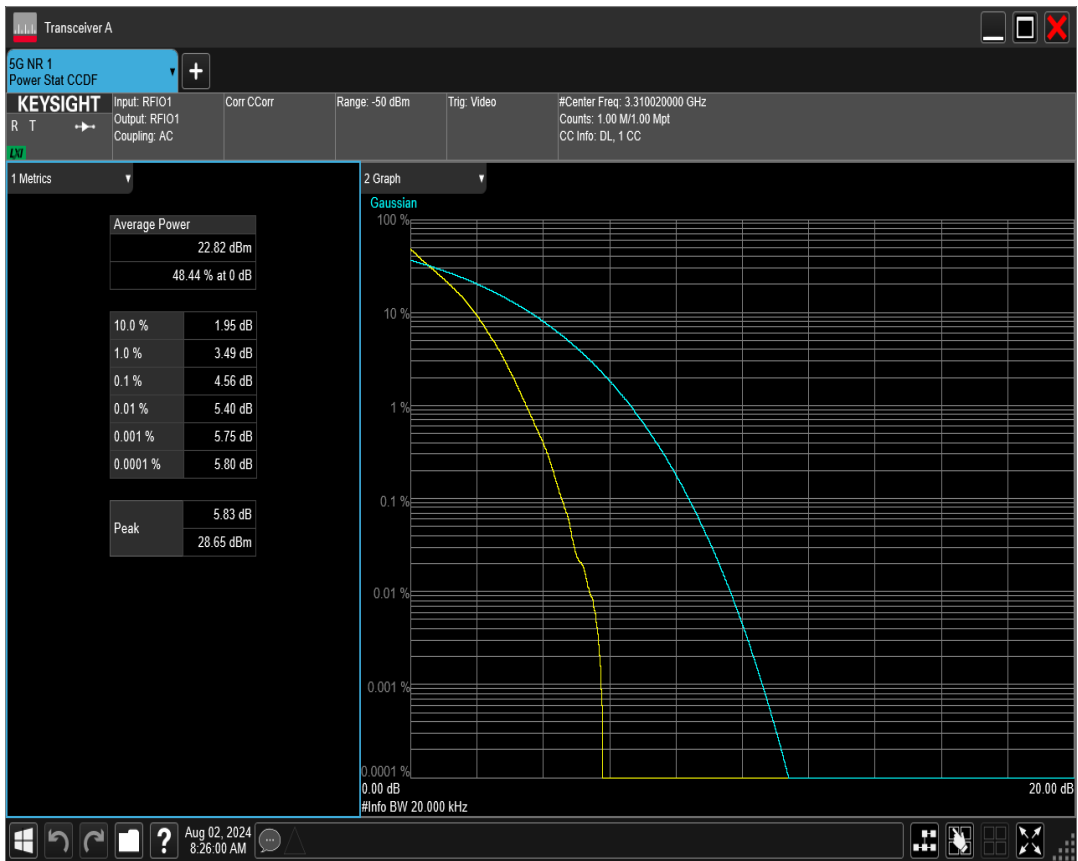 Transceiver A
5G NR 1
Power Stat CCDF
+
KEYSIGHT
R T
LXI
Input: RFIO1
Output: RFIO1
Coupling: AC
Corr CCorr
Range: -50 dBm
Trig: Video
#Center Freq: 3.310020000 GHz
Counts: 1.00 M/1.00 Mpt
CC Info: DL, 1 CC
1 Metrics
Average Power
22.82 dBm
48.44 % at 0 dB
10.0 % 1.95 dB
1.0 % 3.49 dB
0.1 % 4.56 dB
0.01 % 5.40 dB
0.001 % 5.75 dB
0.0001 % 5.80 dB
Peak
5.83 dB
28.65 dBm
2 Graph
Gaussian
100 %
10 %
1 %
0.1 %
0.01 %
0.001 %
0.0001 %
0.00 dB 20.00 dB
#Info BW 20.000 kHz
?
Aug 02, 2024
8:26:00 AM